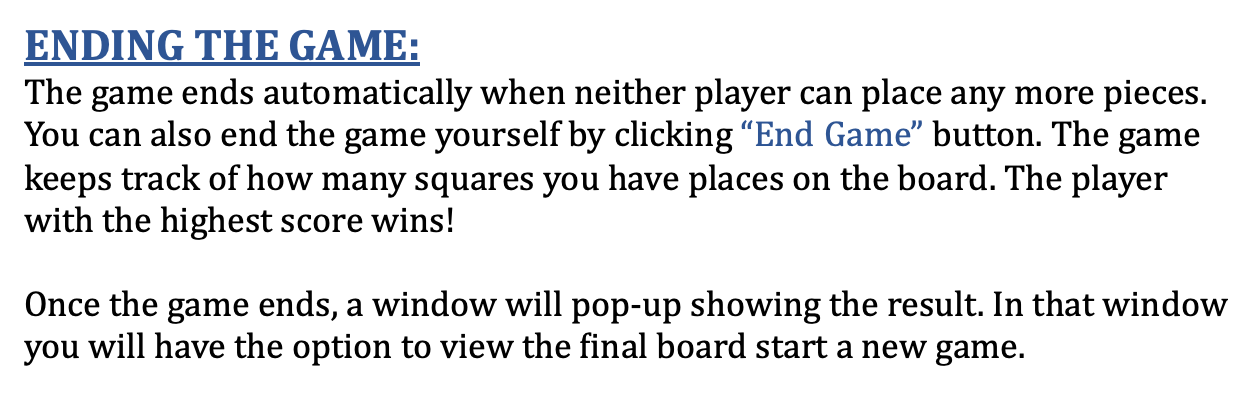 ENDING THE GAME:
The game ends automatically when neither player can place any more pieces.
You can also end the game yourself by clicking “End Game” button. The game
keeps track of how many squares you have places on the board. The player
with the highest score wins!
Once the game ends, a window will pop-up showing the result. In that window
you will have the option to view the final board start a new game.